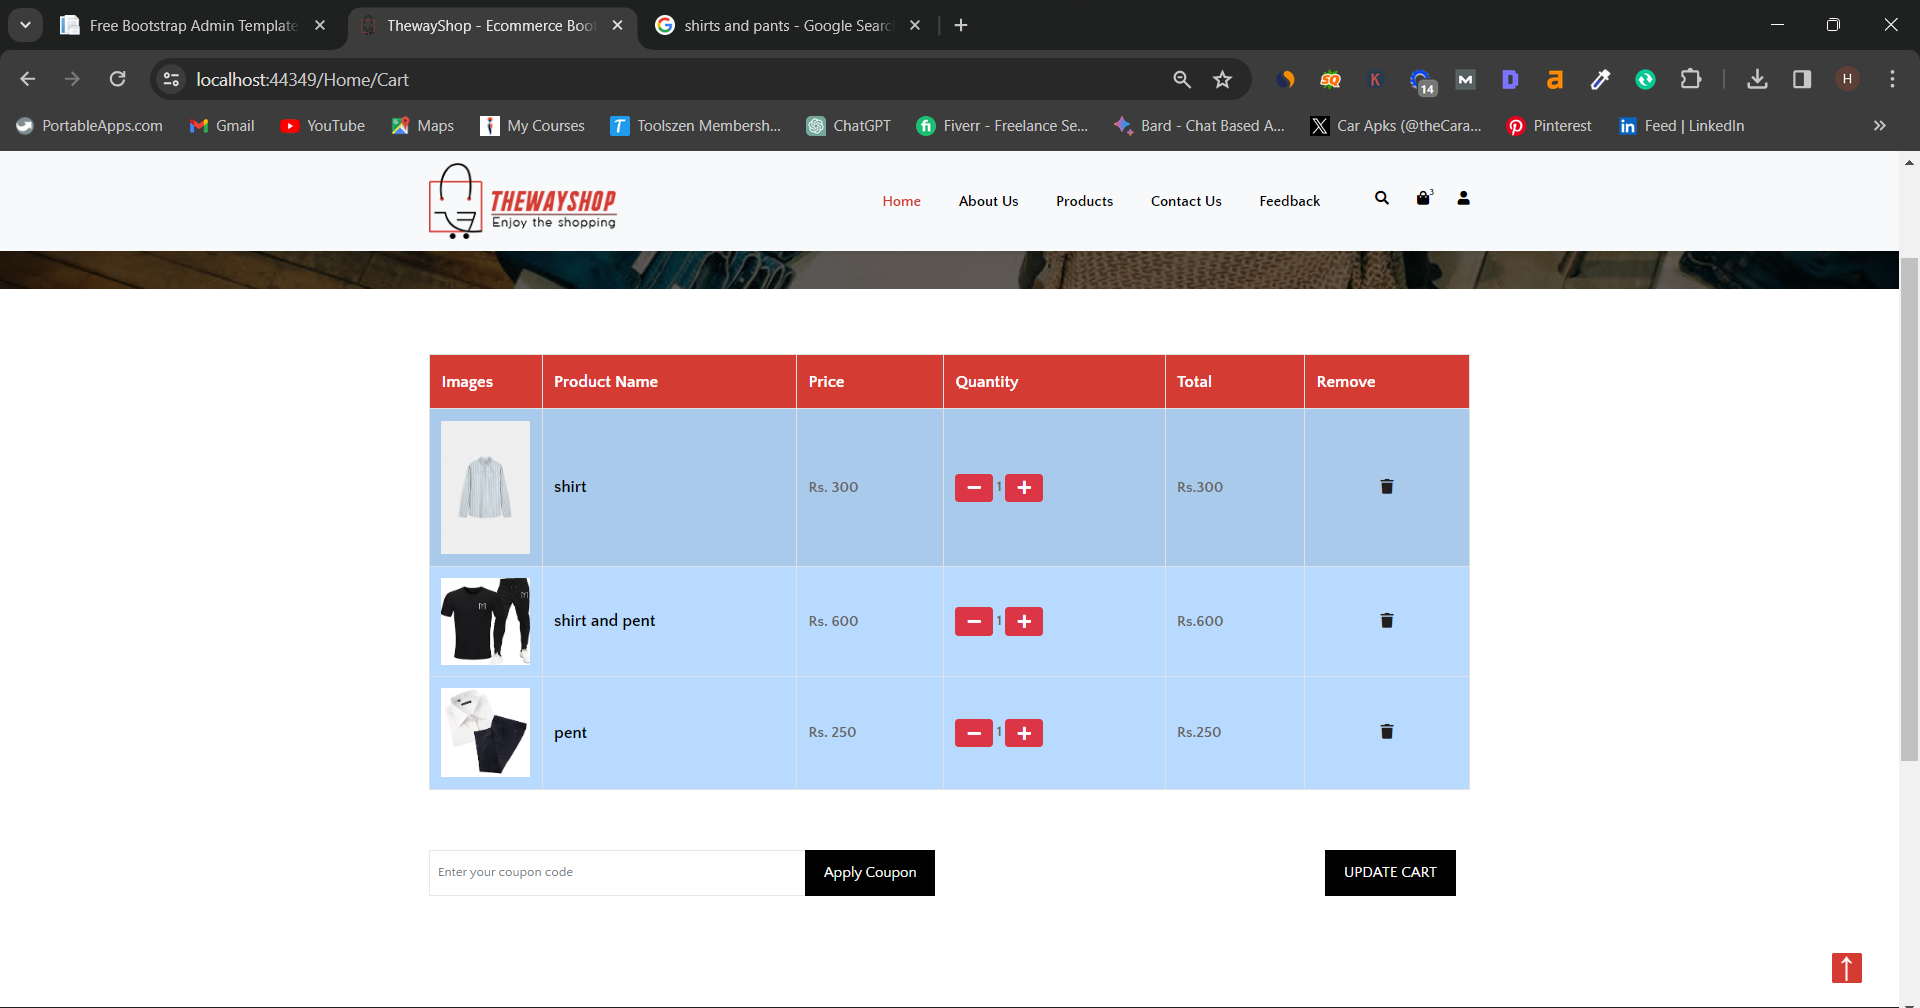 Free Bootstrap Admin Template
ThewayShop - Ecommerce Boot
shirts and pants - Google Searc
localhost:44349/Home/Cart
SQ
K
14
M
D
a
H
PortableApps.com
Gmail
YouTube
Maps
My Courses
T
Toolszen Membersh...
ChatGPT
fi
Fiverr - Freelance Se...
Bard - Chat Based A...
X
Car Apks (@theCara...
Pinterest
in
Feed | LinkedIn
THEWAYSHOP
Enjoy the shopping
Home
About Us
Products
Contact Us
Feedback
3
Images
Product Name
Price
Quantity
Total
Remove
shirt
Rs. 300
1
Rs.300
shirt and pent
Rs. 600
1
Rs.600
pent
Rs. 250
1
Rs.250
Enter your coupon code
Apply Coupon
UPDATE CART